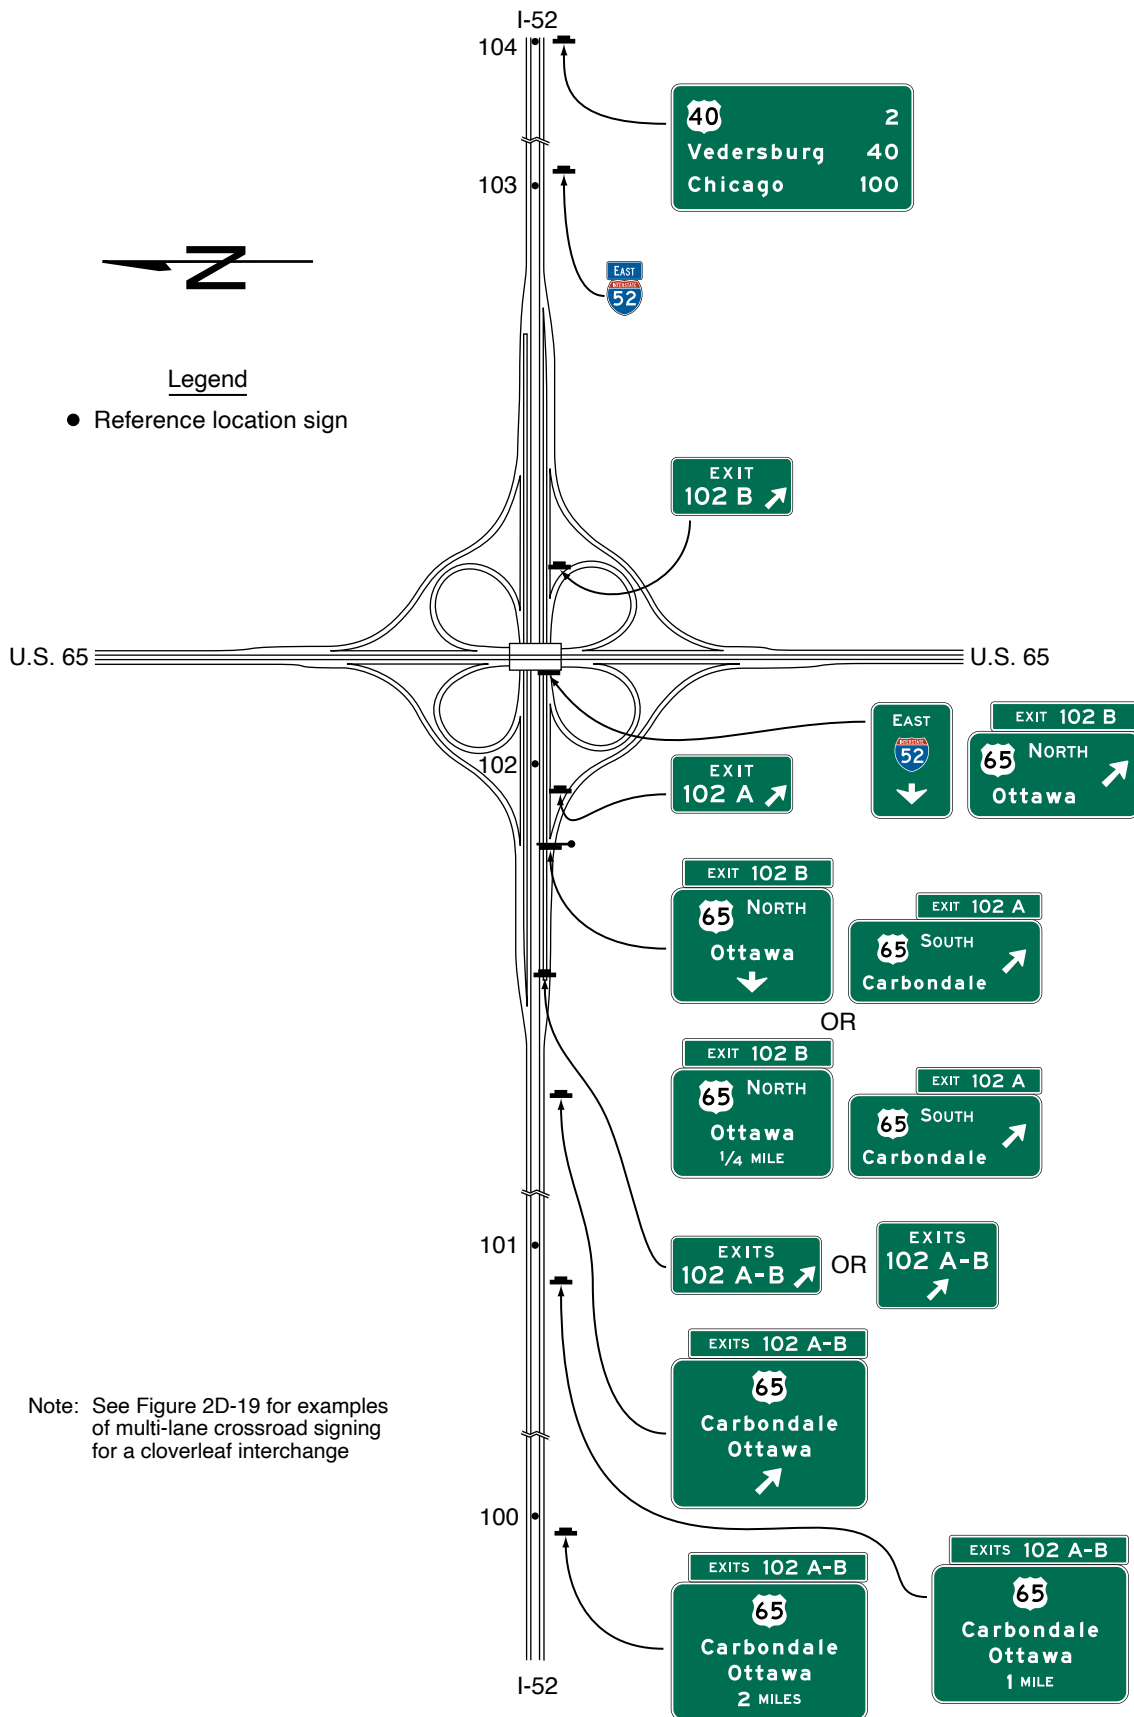 I-52
104
40 2
Vedersburg 40
Chicago 100
103
N
EAST
INTERSTATE
52
Legend
● Reference location sign
EXIT
102 B
U.S. 65
U.S. 65
EAST
INTERSTATE
52
EXIT 102 B
65 NORTH
Ottawa
102
EXIT
102 A
EXIT 102 B
65 NORTH
Ottawa
EXIT 102 A
65 SOUTH
Carbondale
OR
EXIT 102 B
65 NORTH
Ottawa
1/4 MILE
EXIT 102 A
65 SOUTH
Carbondale
101
EXITS
102 A-B
OR
EXITS
102 A-B
EXITS 102 A-B
65
Carbondale
Ottawa
Note: See Figure 2D-19 for examples
of multi-lane crossroad signing
for a cloverleaf interchange
100
EXITS 102 A-B
65
Carbondale
Ottawa
2 MILES
EXITS 102 A-B
65
Carbondale
Ottawa
1 MILE
I-52